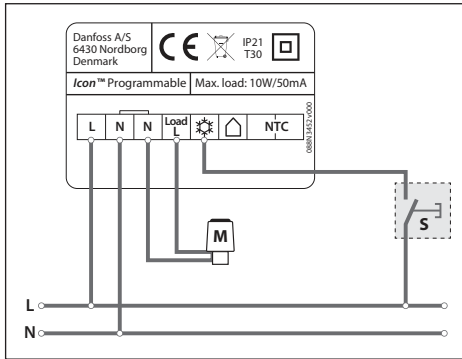 Danfoss A/S
6430 Nordborg
Denmark
CE
IP21
T30
Icon™ Programmable
Max. load: 10W/50mA
L
N
N
Load
L
NTC
088N3452 v000
M
S
L
N